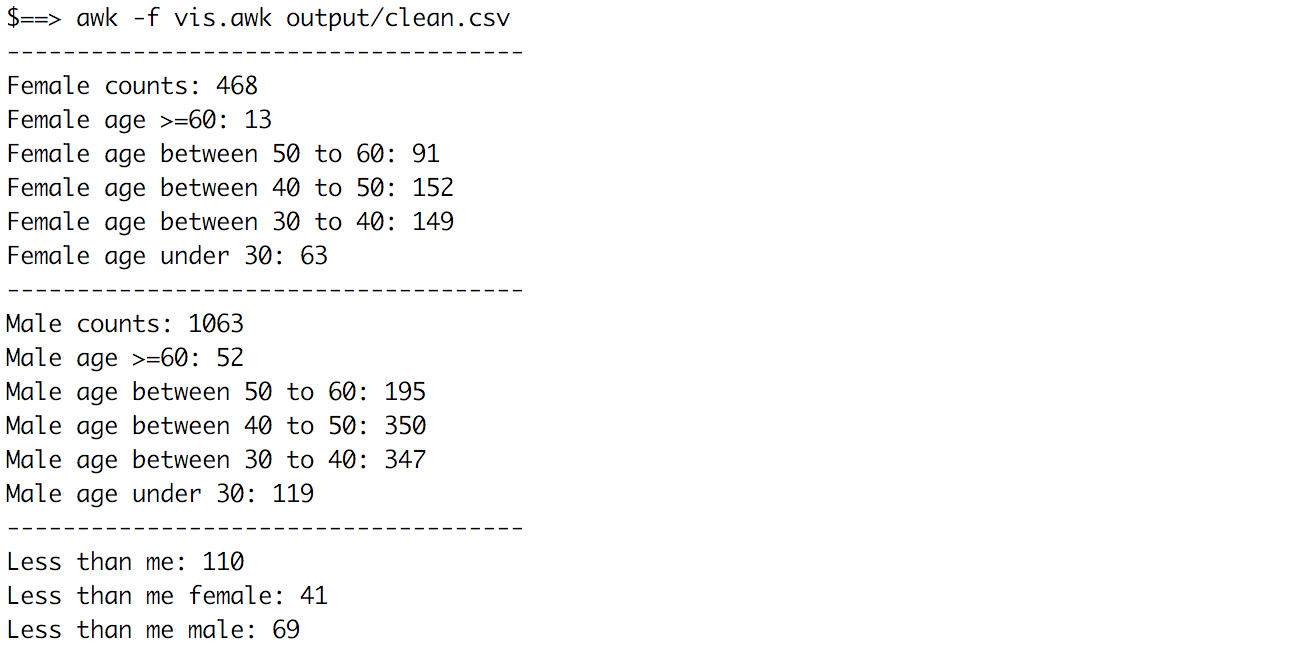 $==> awk -f vis.awk output/clean.csv
-------------------------------------
Female counts: 468
Female age >=60: 13
Female age between 50 to 60: 91
Female age between 40 to 50: 152
Female age between 30 to 40: 149
Female age under 30: 63
-------------------------------------
Male counts: 1063
Male age >=60: 52
Male age between 50 to 60: 195
Male age between 40 to 50: 350
Male age between 30 to 40: 347
Male age under 30: 119
-------------------------------------
Less than me: 110
Less than me female: 41
Less than me male: 69